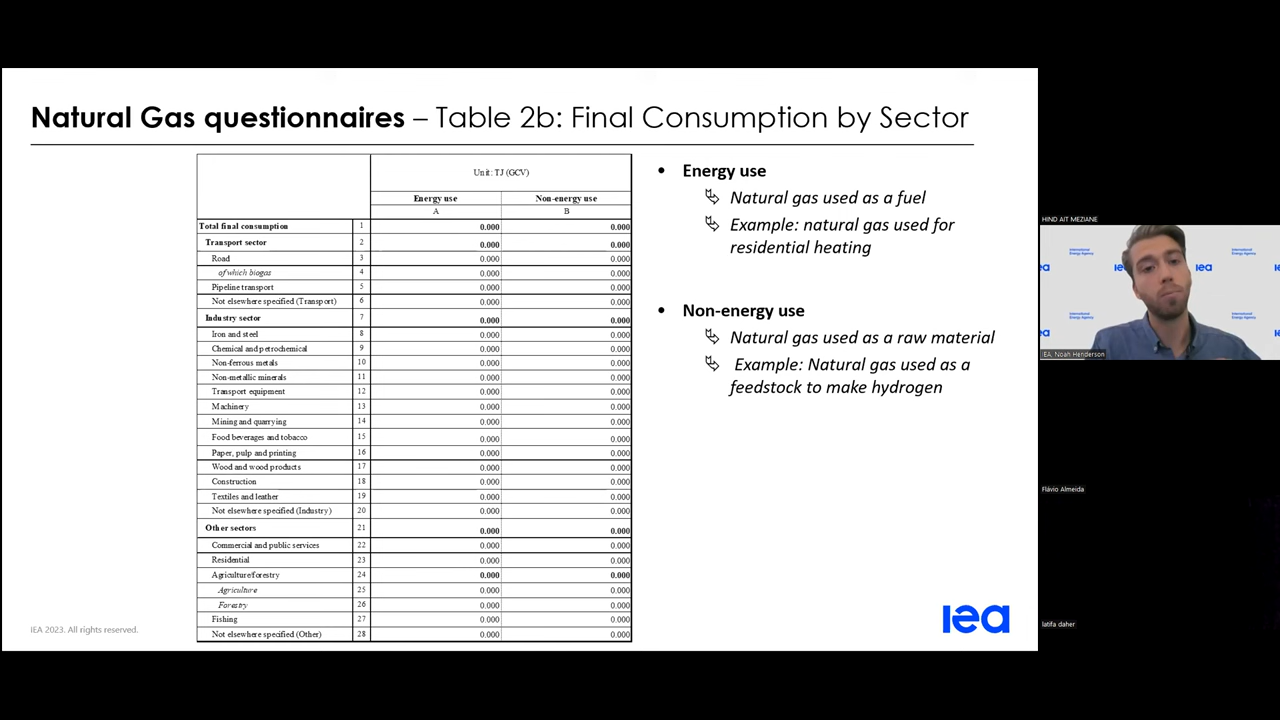 Natural Gas questionnaires – Table 2b: Final Consumption by Sector
Unit: TJ (GCV)
Energy use Non-energy use
A B
Total final consumption 1 0.000 0.000
Transport sector 2 0.000 0.000
Road 3 0.000 0.000
of which biogas 4 0.000 0.000
Pipeline transport 5 0.000 0.000
Not elsewhere specified (Transport) 6 0.000 0.000
Industry sector 7 0.000 0.000
Iron and steel 8 0.000 0.000
Chemical and petrochemical 9 0.000 0.000
Non-ferrous metals 10 0.000 0.000
Non-metallic minerals 11 0.000 0.000
Transport equipment 12 0.000 0.000
Machinery 13 0.000 0.000
Mining and quarrying 14 0.000 0.000
Food beverages and tobacco 15 0.000 0.000
Paper, pulp and printing 16 0.000 0.000
Wood and wood products 17 0.000 0.000
Construction 18 0.000 0.000
Textiles and leather 19 0.000 0.000
Not elsewhere specified (Industry) 20 0.000 0.000
Other sectors 21 0.000 0.000
Commercial and public services 22 0.000 0.000
Residential 23 0.000 0.000
Agriculture/forestry 24 0.000 0.000
Agriculture 25 0.000 0.000
Forestry 26 0.000 0.000
Fishing 27 0.000 0.000
Not elsewhere specified (Other) 28 0.000 0.000
• Energy use
Natural gas used as a fuel
Example: natural gas used for
residential heating
• Non-energy use
Natural gas used as a raw material
Example: Natural gas used as a
feedstock to make hydrogen
IEA 2023. All rights reserved.
iea
HIND AIT MEZIANE
International
Energy Agency
International
Energy Agency
iea
iea
International
Energy Agency
International
Energy Agency
IEA, Noah Henderson
Flávio Almeida
latifa daher